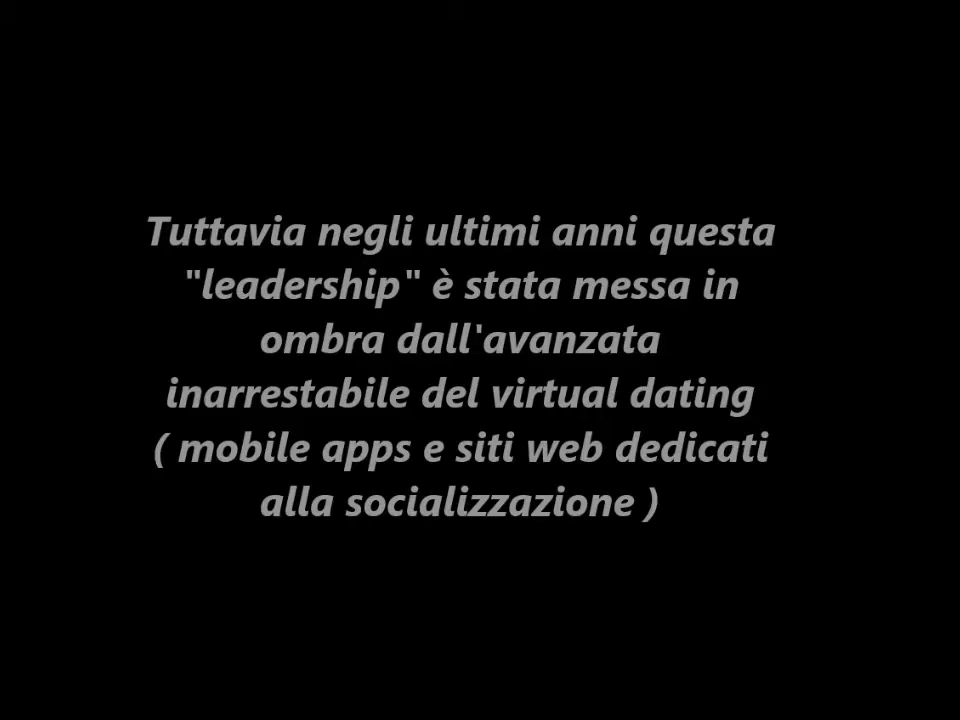 Tuttavia negli ultimi anni questa
"leadership" è stata messa in
ombra dall'avanzata
inarrestabile del virtual dating
( mobile apps e siti web dedicati
alla socializzazione )